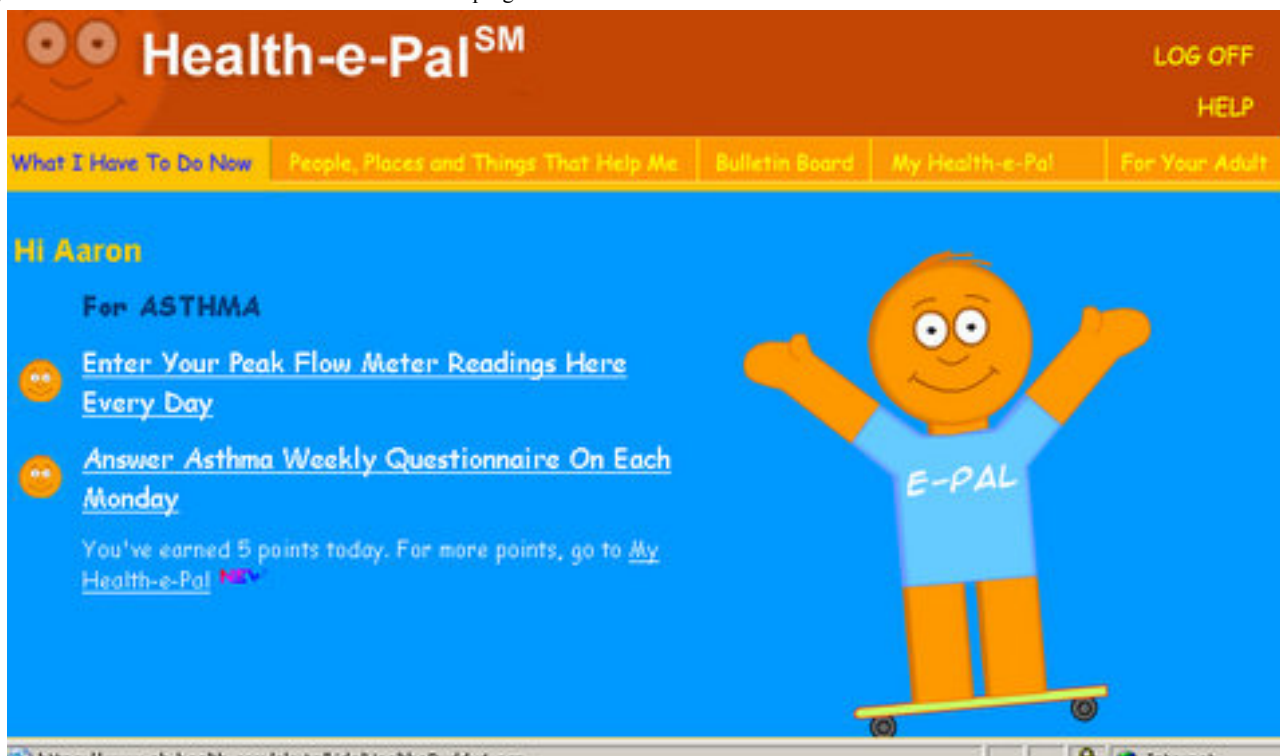 Health-e-Pal SM
LOG OFF
HELP
What I Have To Do Now People, Places and Things That Help Me Bulletin Board My Health-e-Pal For Your Adult
Hi Aaron
For ASTHMA
Enter Your Peak Flow Meter Readings Here
Every Day
Answer Asthma Weekly Questionnaire On Each
Monday
You've earned 5 points today. For more points, go to My
Health-e-Pal NEW
E-PAL